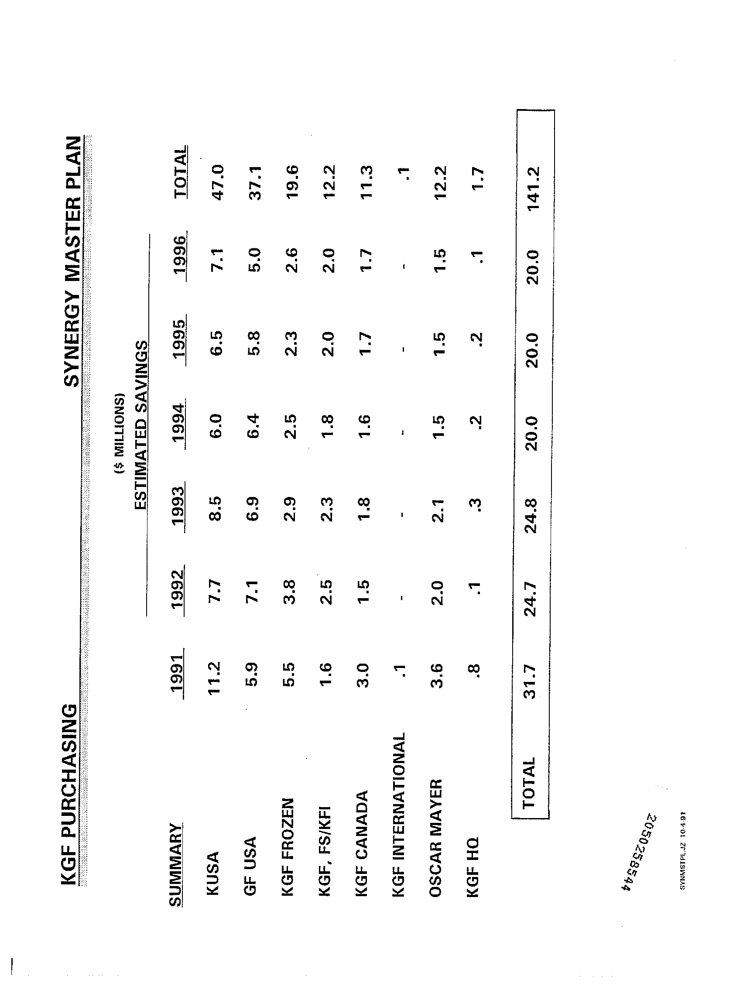 KGF PURCHASING SYNERGY MASTER PLAN
($ MILLIONS)
ESTIMATED SAVINGS
SUMMARY 1991 1992 1993 1994 1995 1996 TOTAL
KUSA 11.2 7.7 8.5 6.0 6.5 7.1 47.0
GF USA 5.9 7.1 6.9 6.4 5.8 5.0 37.1
KGF FROZEN 5.5 3.8 2.9 2.5 2.3 2.6 19.6
KGF, FS/KFI 1.6 2.5 2.3 1.8 2.0 2.0 12.2
KGF CANADA 3.0 1.5 1.8 1.6 1.7 1.7 11.3
KGF INTERNATIONAL .1 - - - - - .1
OSCAR MAYER 3.6 2.0 2.1 1.5 1.5 1.5 12.2
KGF HQ .8 .1 .3 .2 .2 .1 1.7
TOTAL 31.7 24.7 24.8 20.0 20.0 20.0 141.2
2050258544
SYNMSTPL.JZ 10-4-91